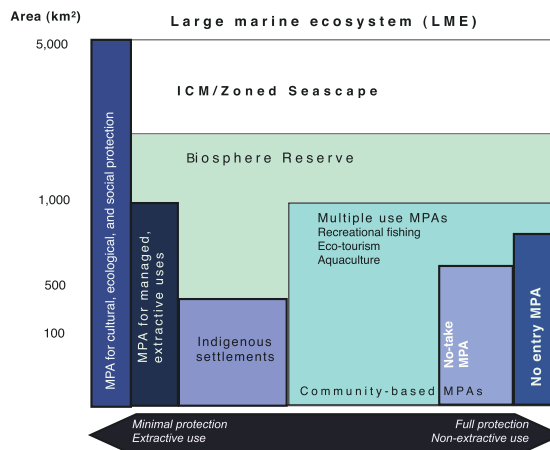 Area (km²)
Large marine ecosystem (LME)
5,000
ICM/Zoned Seascape
Biosphere Reserve
1,000
500
100
MPA for cultural, ecological, and social protection
MPA for managed,
extractive uses
Indigenous
settlements
Multiple use MPAs
Recreational fishing
Eco-tourism
Aquaculture
Community-based MPAs
No-take
MPA
No entry MPA
Minimal protection
Extractive use
Full protection
Non-extractive use